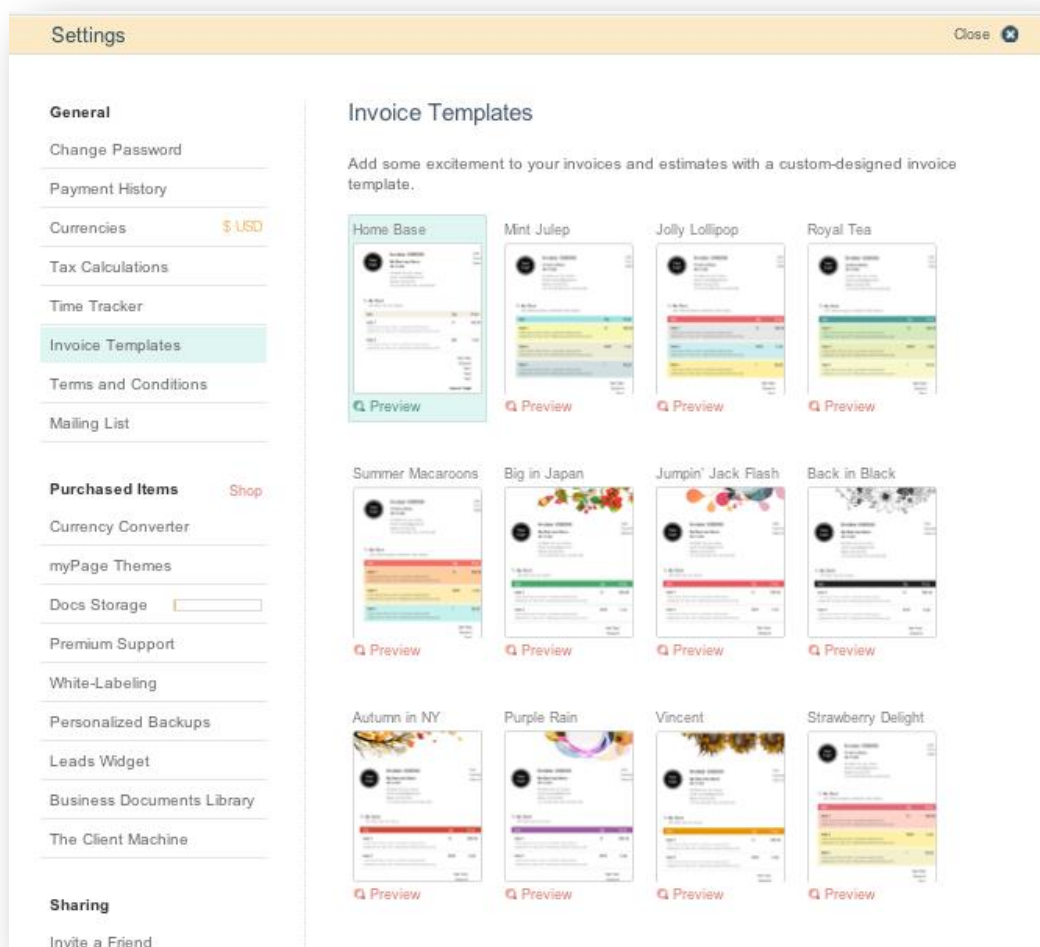 Settings
Close
General
Change Password
Payment History
Currencies $ USD
Tax Calculations
Time Tracker
Invoice Templates
Terms and Conditions
Mailing List
Purchased Items Shop
Currency Converter
myPage Themes
Docs Storage
Premium Support
White-Labeling
Personalized Backups
Leads Widget
Business Documents Library
The Client Machine
Sharing
Invite a Friend
Invoice Templates
Add some excitement to your invoices and estimates with a custom-designed invoice
template.
Home Base Mint Julep Jolly Lollipop Royal Tea
Preview Preview Preview Preview
Summer Macaroons Big in Japan Jumpin' Jack Flash Back in Black
Preview Preview Preview Preview
Autumn in NY Purple Rain Vincent Strawberry Delight
Preview Preview Preview Preview